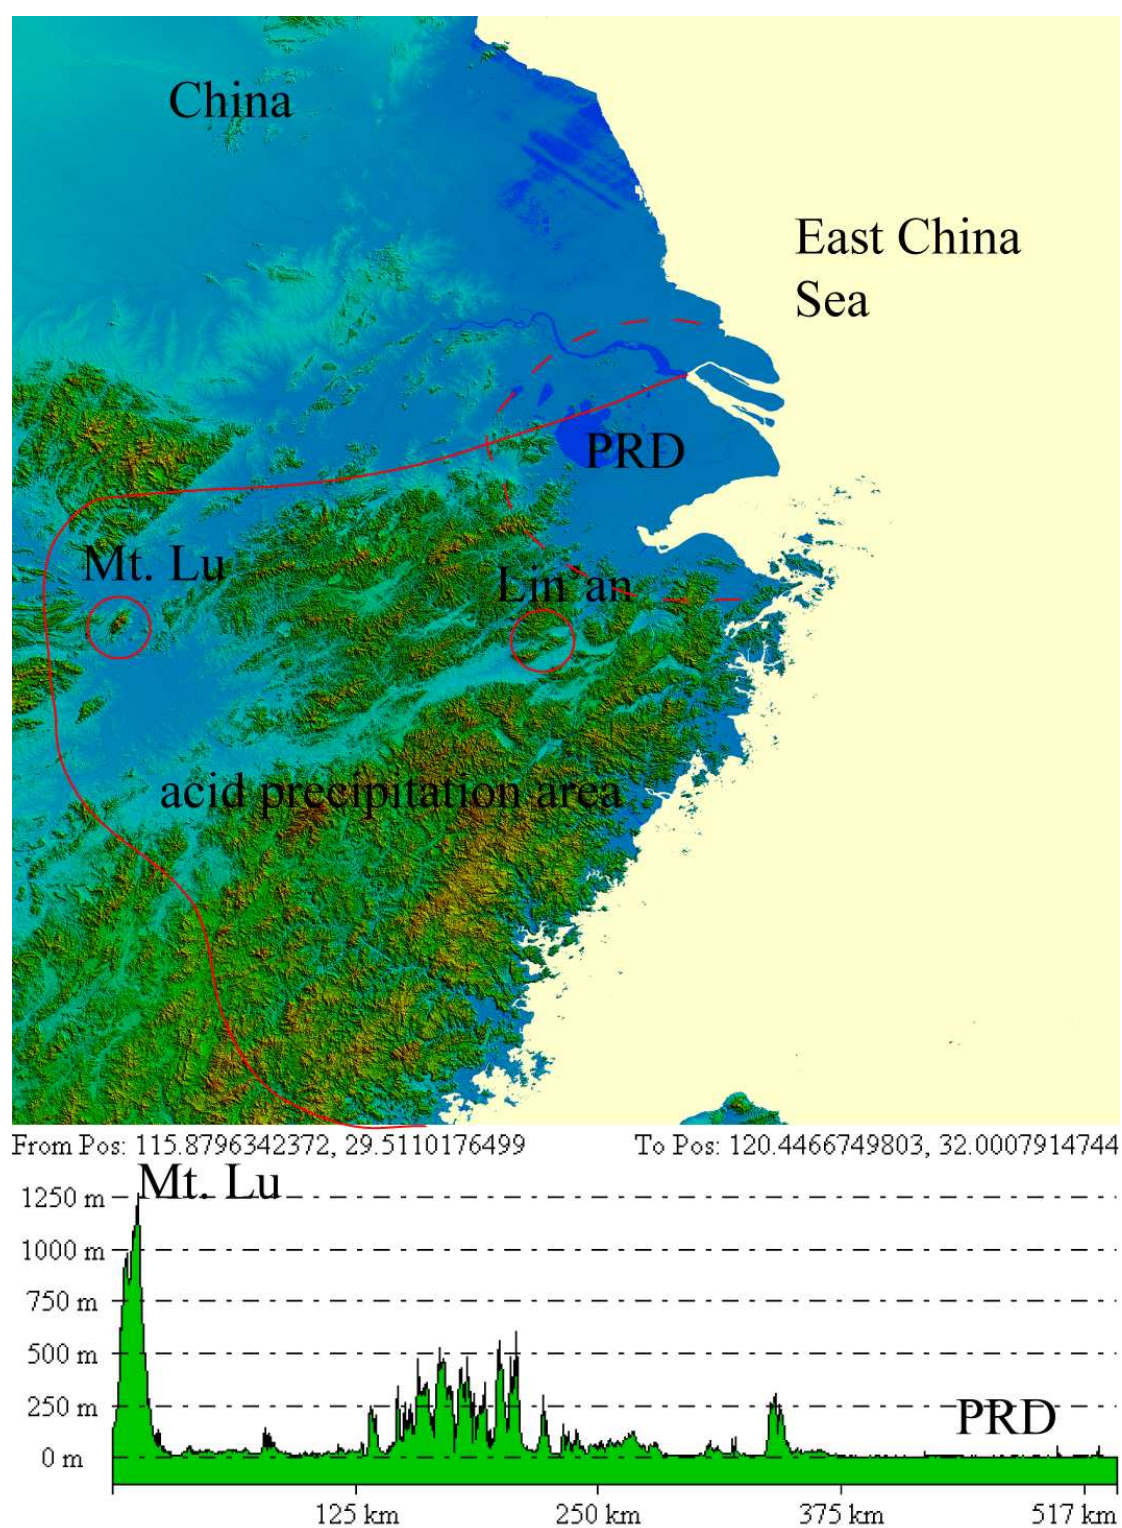 China
East China
Sea
PRD
Mt. Lu
Lin'an
acid precipitation area
From Pos: 115.8796342372, 29.5110176499
To Pos: 120.4466749803, 32.0007914744
Mt. Lu
1250 m
1000 m
750 m
500 m
250 m
PRD
0 m
125 km
250 km
375 km
517 km